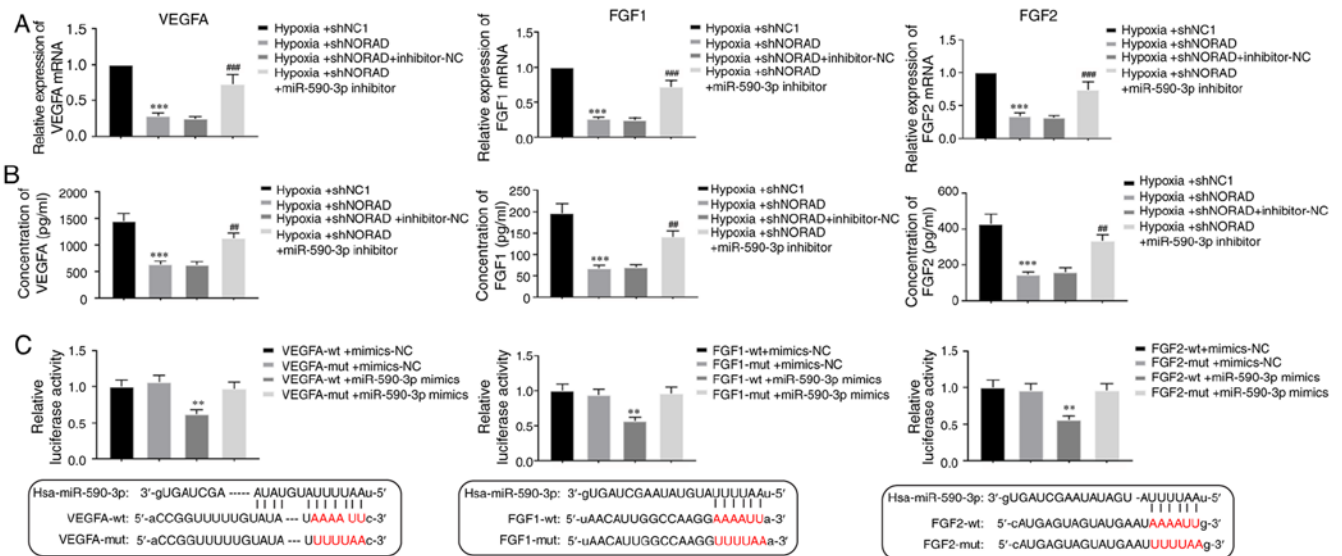 A
VEGFA
Relative expression of
VEGFA mRNA
1.5
1.0
0.5
0.0
***
###
Hypoxia +shNC1
Hypoxia +shNORAD
Hypoxia +shNORAD+inhibitor-NC
Hypoxia +shNORAD
+miR-590-3p inhibitor
FGF1
Relative expression of
FGF1 mRNA
1.5
1.0
0.5
0.0
***
###
Hypoxia +shNC1
Hypoxia +shNORAD
Hypoxia +shNORAD+inhibitor-NC
Hypoxia +shNORAD
+miR-590-3p inhibitor
FGF2
Relative expression of
FGF2 mRNA
1.5
1.0
0.5
0.0
***
###
Hypoxia +shNC1
Hypoxia +shNORAD
Hypoxia +shNORAD+inhibitor-NC
Hypoxia +shNORAD
+miR-590-3p inhibitor
B
Concentration of
VEGFA (pg/ml)
2000
1500
1000
500
0
***
##
Hypoxia +shNC1
Hypoxia +shNORAD
Hypoxia +shNORAD +inhibitor-NC
Hypoxia +shNORAD
+miR-590-3p inhibitor
Concentration of
FGF1 (pg/ml)
250
200
150
100
50
0
***
##
Hypoxia +shNC1
Hypoxia +shNORAD
Hypoxia +shNORAD+inhibitor-NC
Hypoxia +shNORAD
+miR-590-3p inhibitor
Concentration of
FGF2 (pg/ml)
600
400
200
0
***
##
Hypoxia +shNC1
Hypoxia +shNORAD
Hypoxia +shNORAD+inhibitor-NC
Hypoxia +shNORAD
+miR-590-3p inhibitor
C
Relative
luciferase activity
1.5
1.0
0.5
0.0
**
VEGFA-wt +mimics-NC
VEGFA-mut +mimics-NC
VEGFA-wt +miR-590-3p mimics
VEGFA-mut +miR-590-3p mimics
Relative
luciferase activity
1.5
1.0
0.5
0.0
**
FGF1-wt+mimics-NC
FGF1-mut +mimics-NC
FGF1-wt +miR-590-3p mimics
FGF1-mut +miR-590-3p mimics
Relative
luciferase activity
1.5
1.0
0.5
0.0
**
FGF2-wt+mimics-NC
FGF2-mut +mimics-NC
FGF2-wt +miR-590-3p mimics
FGF2-mut +miR-590-3p mimics
Hsa-miR-590-3p: 3'-gUGAUCGA ----- AUAUGUAUUUUAAu-5'
VEGFA-wt: 5'-aCCGGUUUUUGUAUA --- UAAAA UUc-3'
VEGFA-mut: 5'-aCCGGUUUUUGUAUA ---UUUUUAAc-3'
Hsa-miR-590-3p: 3'-gUGAUCGAAUAUGUAUUUUAAu-5'
FGF1-wt: 5'-uAACAUUGGCCAAGGAAAAUUa-3'
FGF1-mut: 5'-uAACAUUGGCCAAGGUUUUAAa-3'
Hsa-miR-590-3p: 3'-gUGAUCGAAUAUAGU -AUUUUAAu-5'
FGF2-wt: 5'-cAUGAGUAGUAUGAAUAAAAUUg-3'
FGF2-mut: 5'-cAUGAGUAGUAUGAAUUUUUAAg-3'